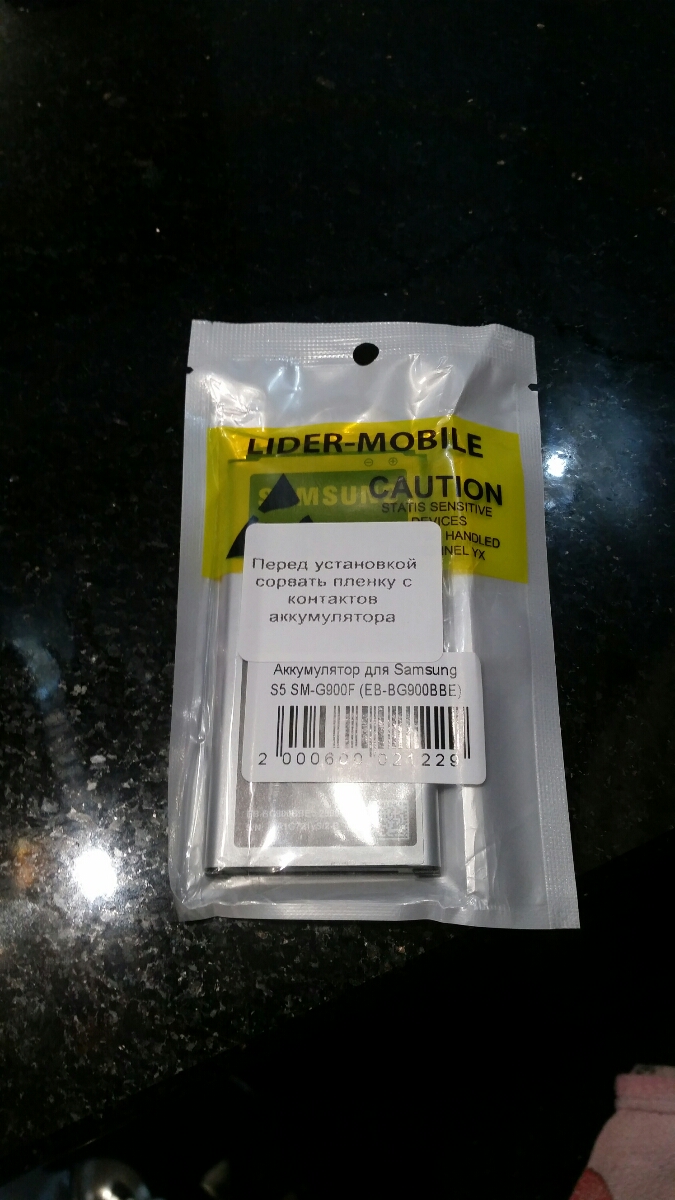 LIDER-MOBILE
SAMSUNG
CAUTION
STATIS SENSITIVE
DEVICES
HANDLED
YX
Перед установкой
сорвать пленку с
контактов
аккумулятора
Аккумулятор для Samsung
S5 SM-G900F (EB-BG900BBE)
2 000600 021229